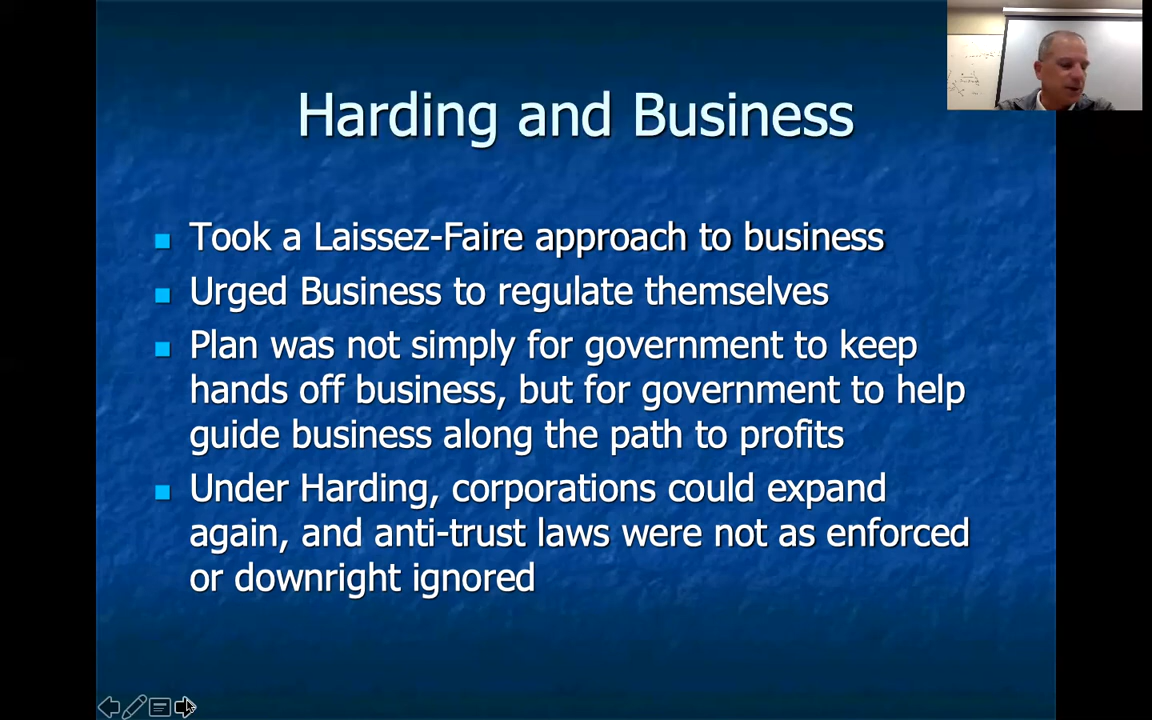 Harding and Business
Took a Laissez-Faire approach to business
Urged Business to regulate themselves
Plan was not simply for government to keep
hands off business, but for government to help
guide business along the path to profits
Under Harding, corporations could expand
again, and anti-trust laws were not as enforced
or downright ignored